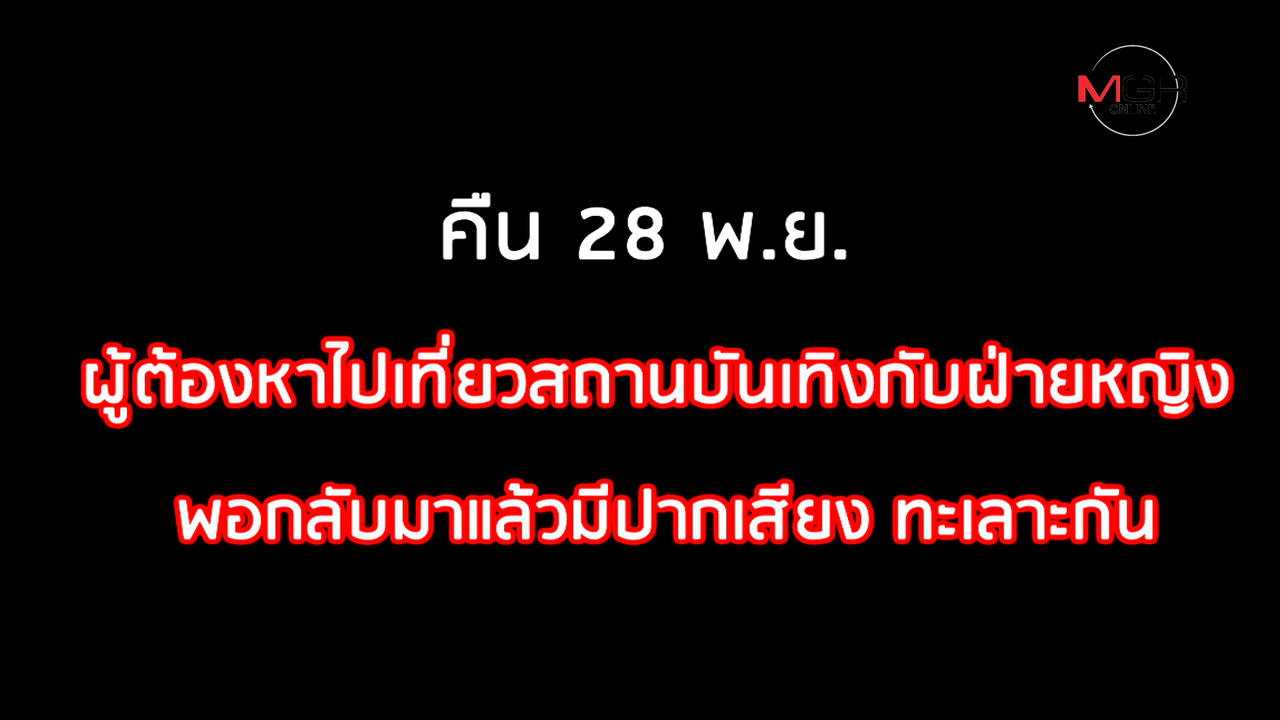 MGR
ONLINE
คืน 28 พ.ย.
ผู้ต้องหาไปเที่ยวสถานบันเทิงกับฝ่ายหญิง
พอกลับมาแล้วมีปากเสียง ทะเลาะกัน